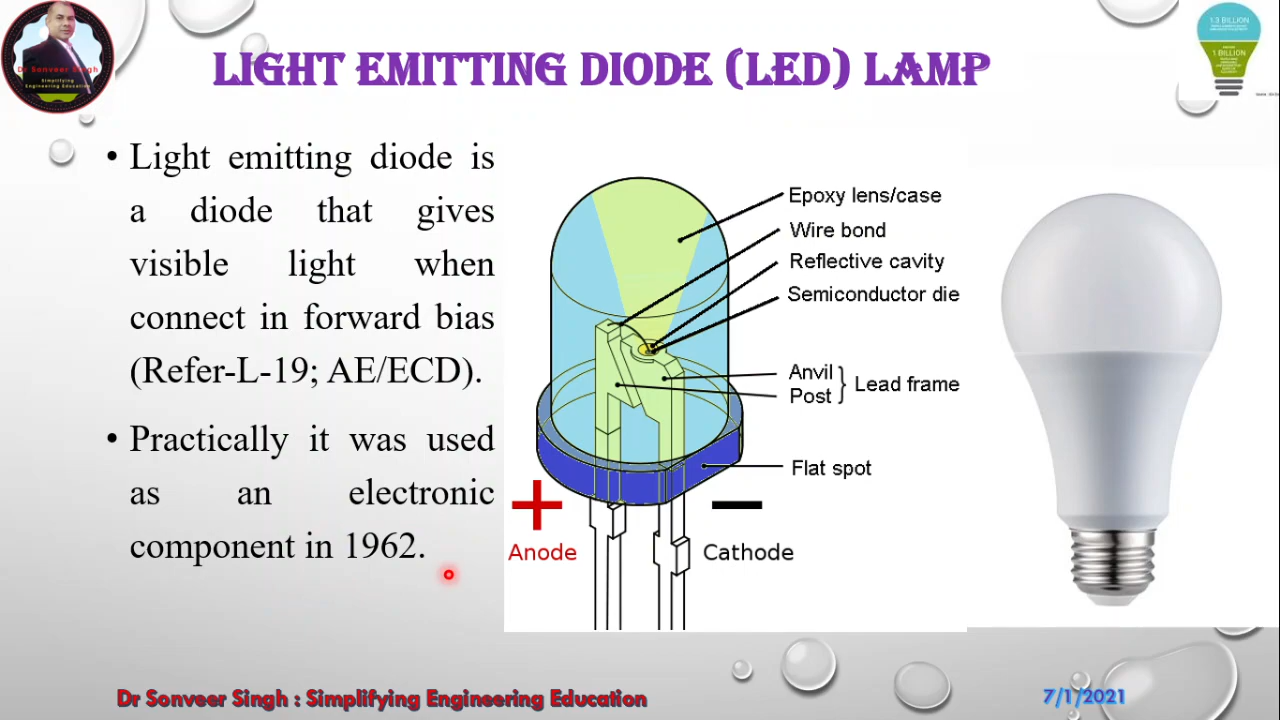 Dr Sonveer Singh
Simplifying
Engineering Education
LIGHT EMITTING DIODE (LED) LAMP
1.3 BILLION
1 BILLION
• Light emitting diode is
a diode that gives
visible light when
connect in forward bias
(Refer-L-19; AE/ECD).
• Practically it was used
as an electronic
component in 1962.
Epoxy lens/case
Wire bond
Reflective cavity
Semiconductor die
Anvil
Post
Lead frame
Flat spot
+
−
Anode
Cathode
Dr Sonveer Singh : Simplifying Engineering Education
7/1/2021